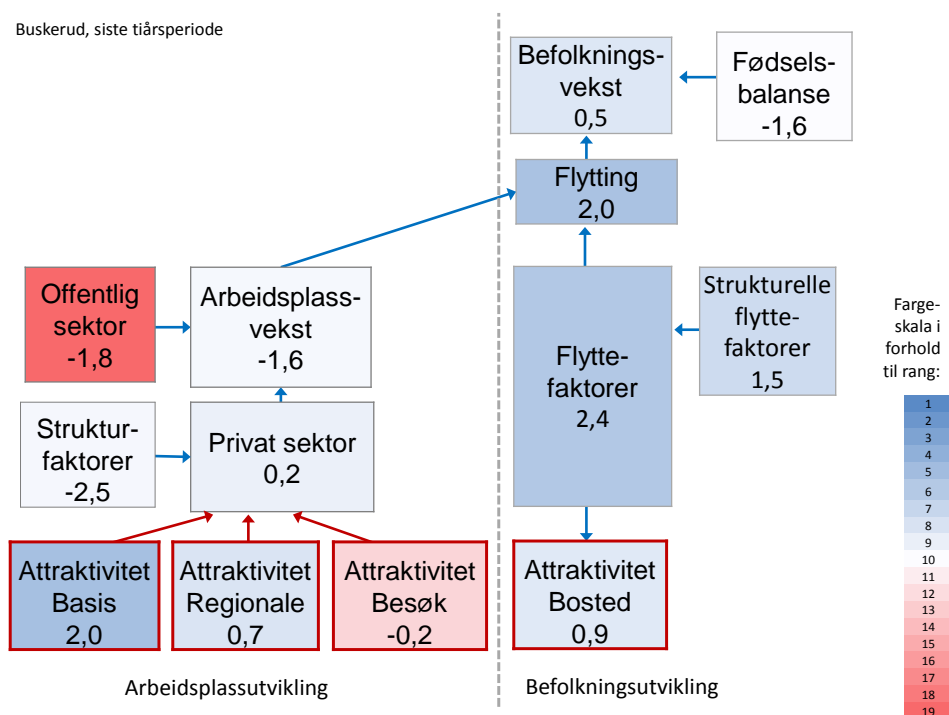 Buskerud, siste tiårsperiode
Befolknings-
vekst
0,5
Fødsels-
balanse
-1,6
Flytting
2,0
Offentlig
sektor
-1,8
Arbeidsplass-
vekst
-1,6
Flytte-
faktorer
2,4
Strukturelle
flytte-
faktorer
1,5
Struktur-
faktorer
-2,5
Privat sektor
0,2
Attraktivitet
Basis
2,0
Attraktivitet
Regionale
0,7
Attraktivitet
Besøk
-0,2
Attraktivitet
Bosted
0,9
Arbeidsplassutvikling
Befolkningsutvikling
Farge-
skala i
forhold
til rang:
1
2
3
4
5
6
7
8
9
10
11
12
13
14
15
16
17
18
19